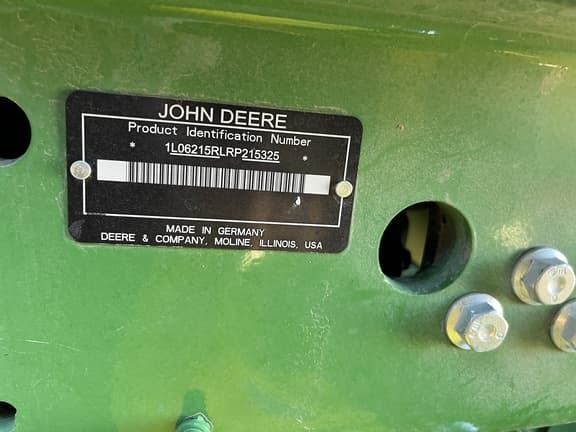 JOHN DEERE
Product Identification Number
* 1L06215RLRP215325 *
MADE IN GERMANY
DEERE & COMPANY, MOLINE, ILLINOIS, USA